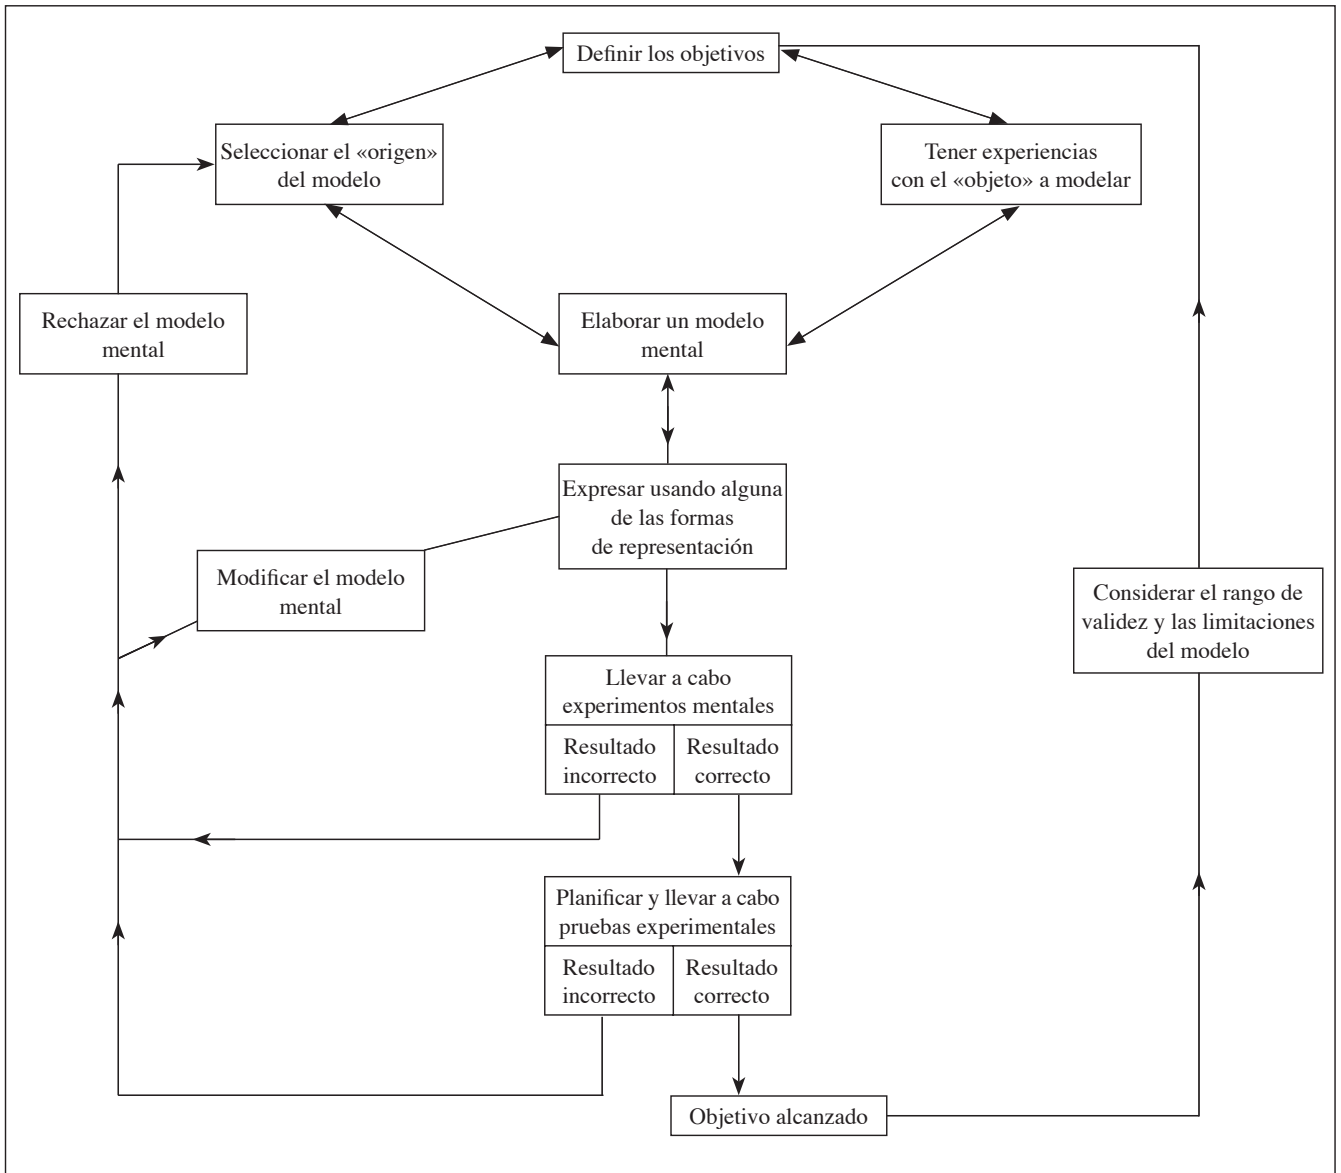 Definir los objetivos
Seleccionar el «origen»
del modelo
Tener experiencias
con el «objeto» a modelar
Rechazar el modelo
mental
Elaborar un modelo
mental
Expresar usando alguna
de las formas
de representación
Modificar el modelo
mental
Considerar el rango de
validez y las limitaciones
del modelo
Llevar a cabo
experimentos mentales
Resultado
incorrecto
Resultado
correcto
Planificar y llevar a cabo
pruebas experimentales
Resultado
incorrecto
Resultado
correcto
Objetivo alcanzado